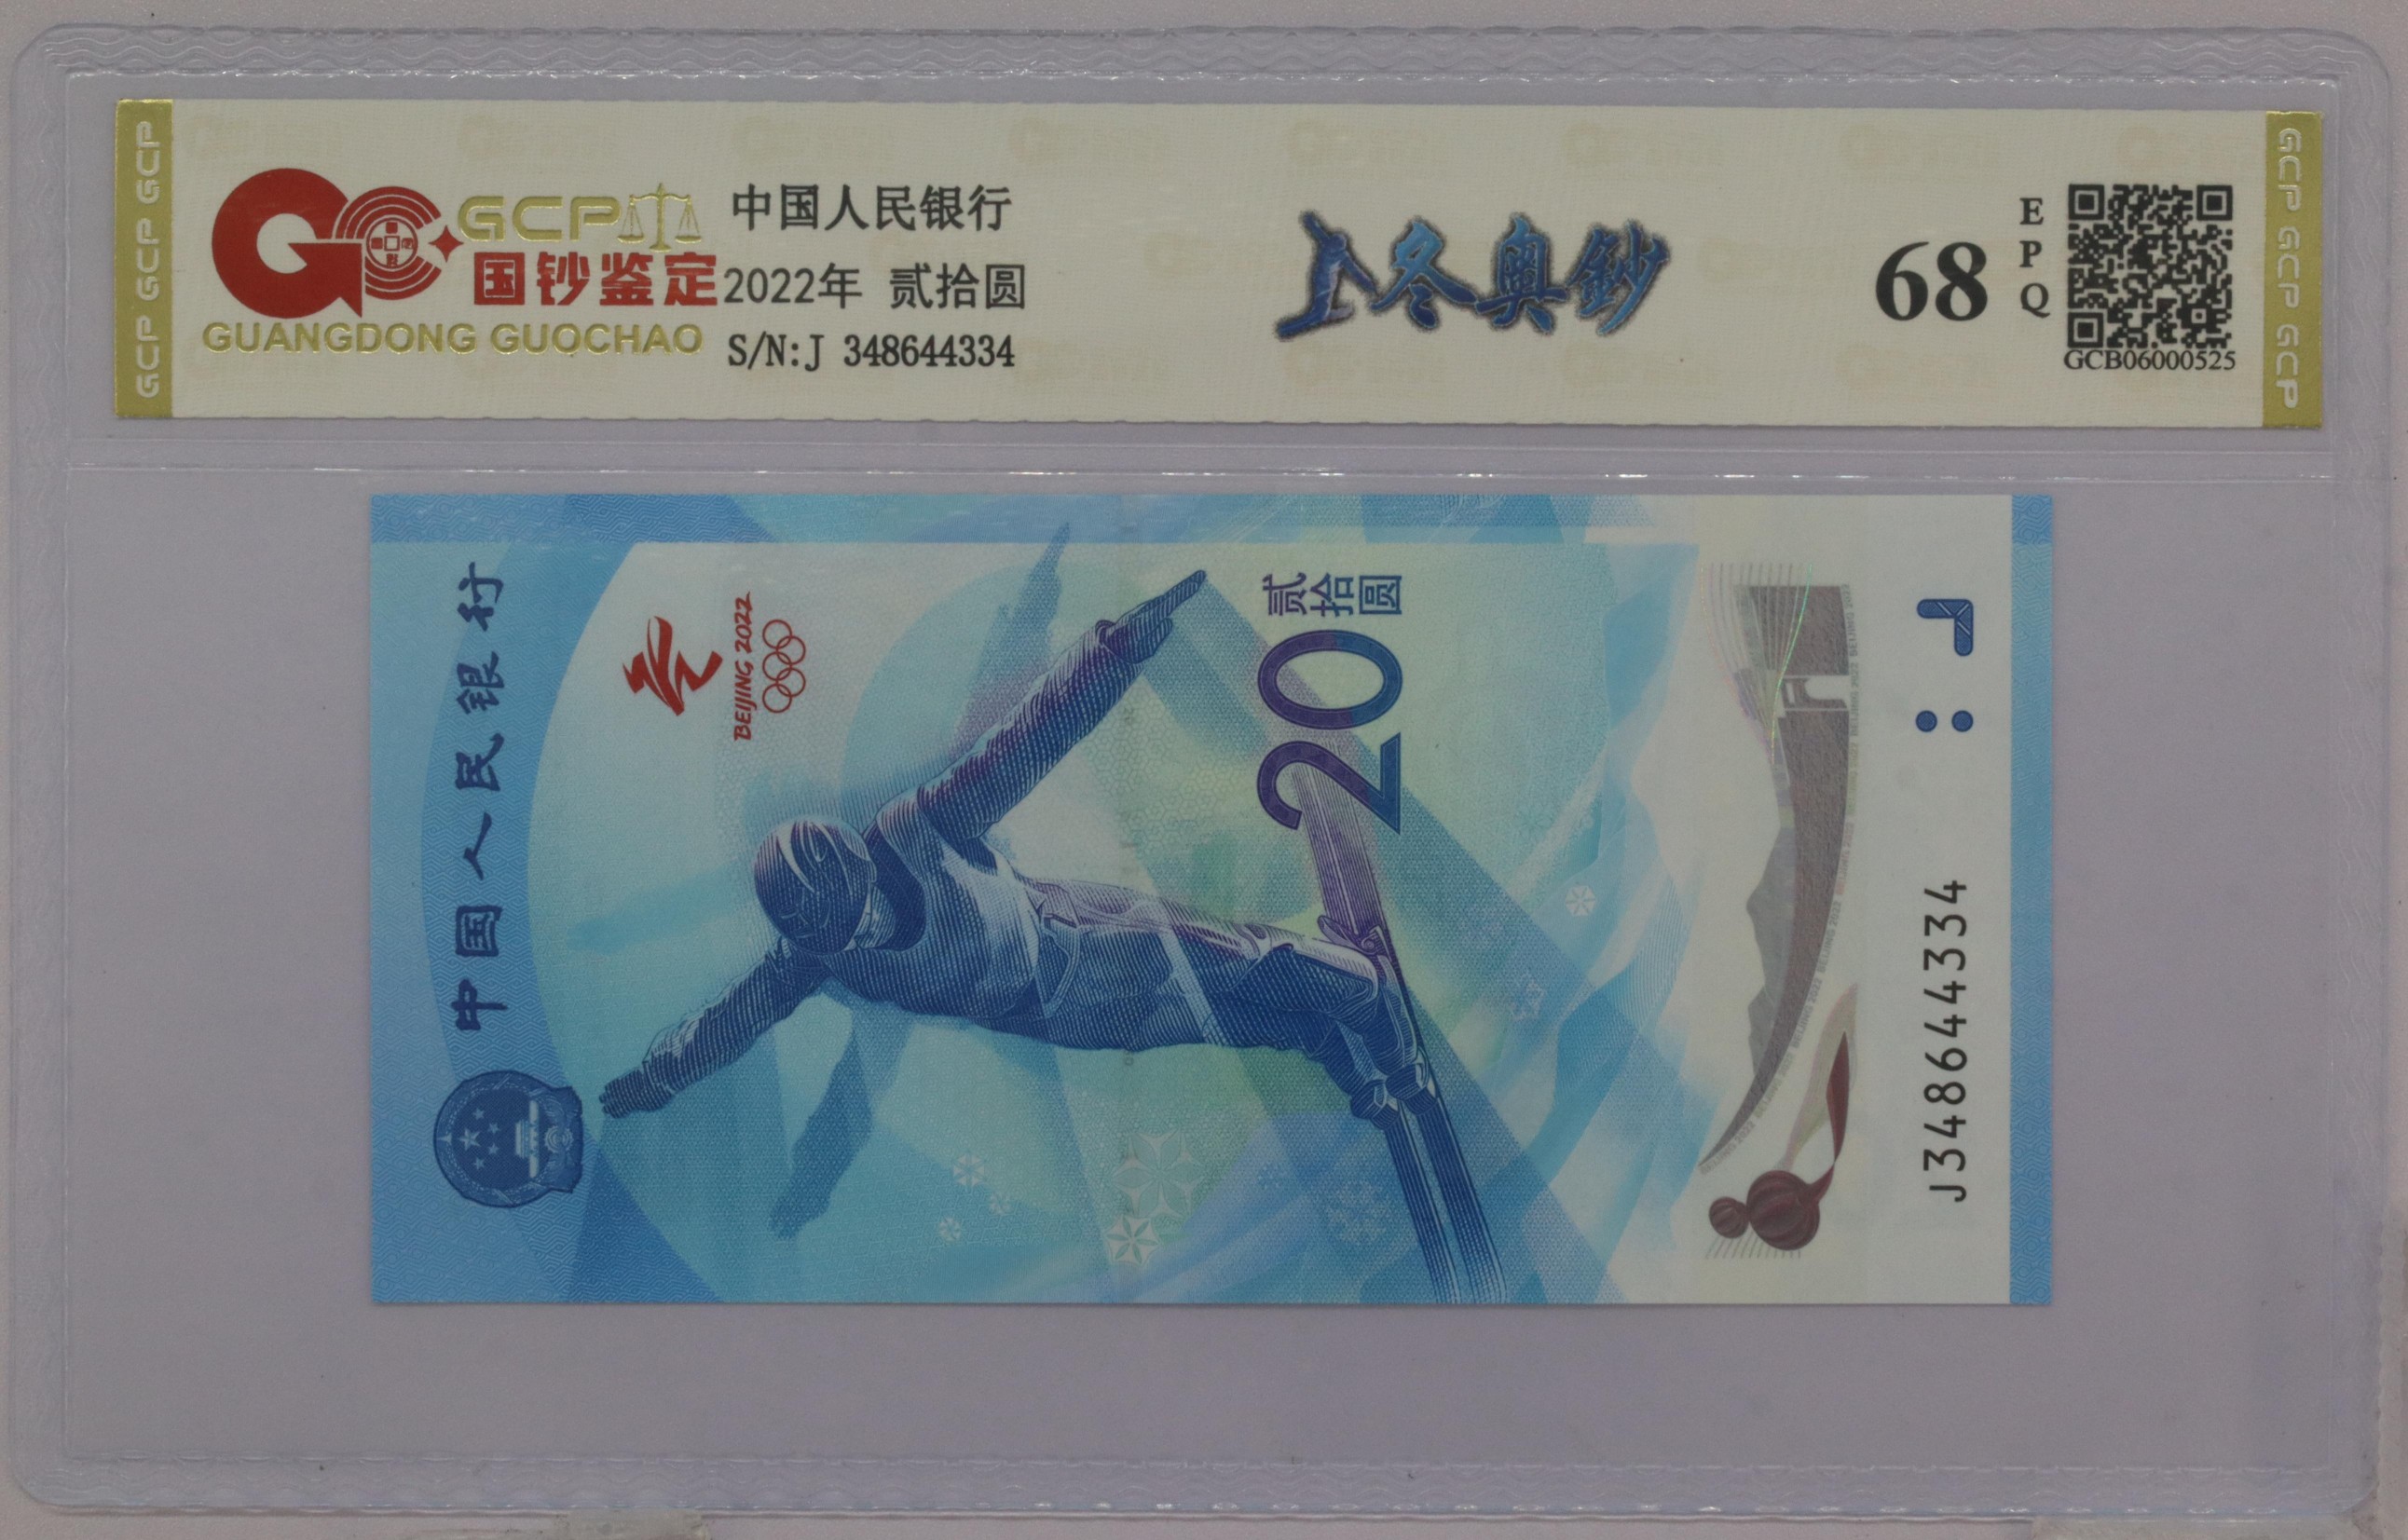 GCP GCP GCP
GCP
国钞鉴定
GUANGDONG GUOCHAO
中国人民银行
2022年 贰拾圆
S/N:J 348644334
冬奥鈔
68
EPQ
GCB06000525
GCP GCP GCP
中国人民银行
BEIJING 2022
贰拾圆
20
J348644334